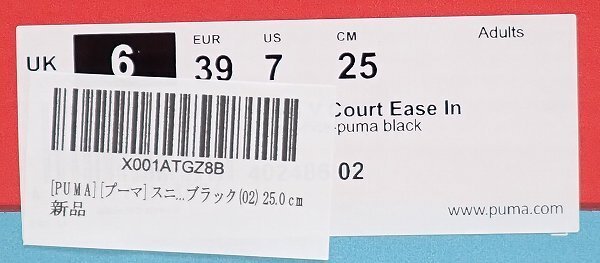 UK 6 EUR 39 US 7 CM 25 Adults
Court Ease In
-puma black
02
www.puma.com
X001ATGZ8B
[PUMA][プーマ] スニ...ブラック(02) 25.0cm
新品